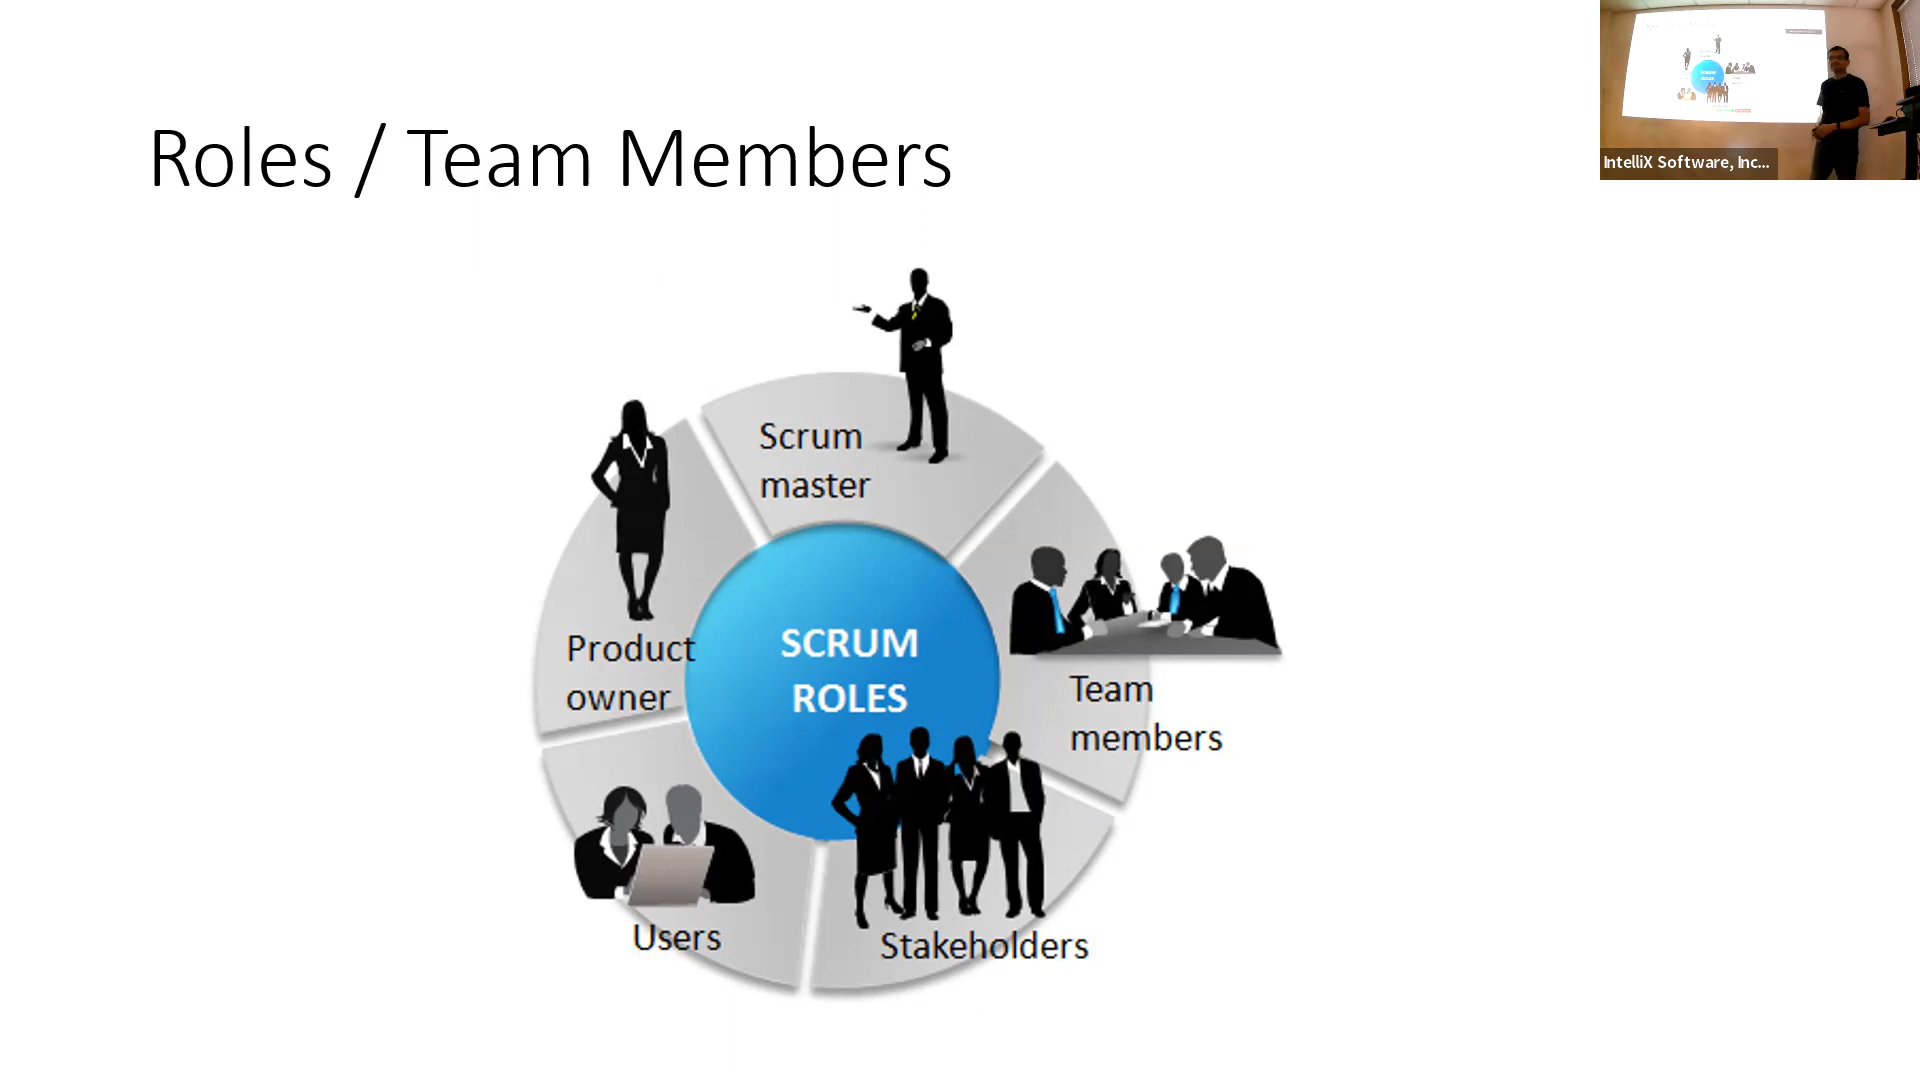 Roles / Team Members
IntelliX Software, Inc...
Scrum
master
Product
owner
SCRUM
ROLES
Team
members
Users
Stakeholders